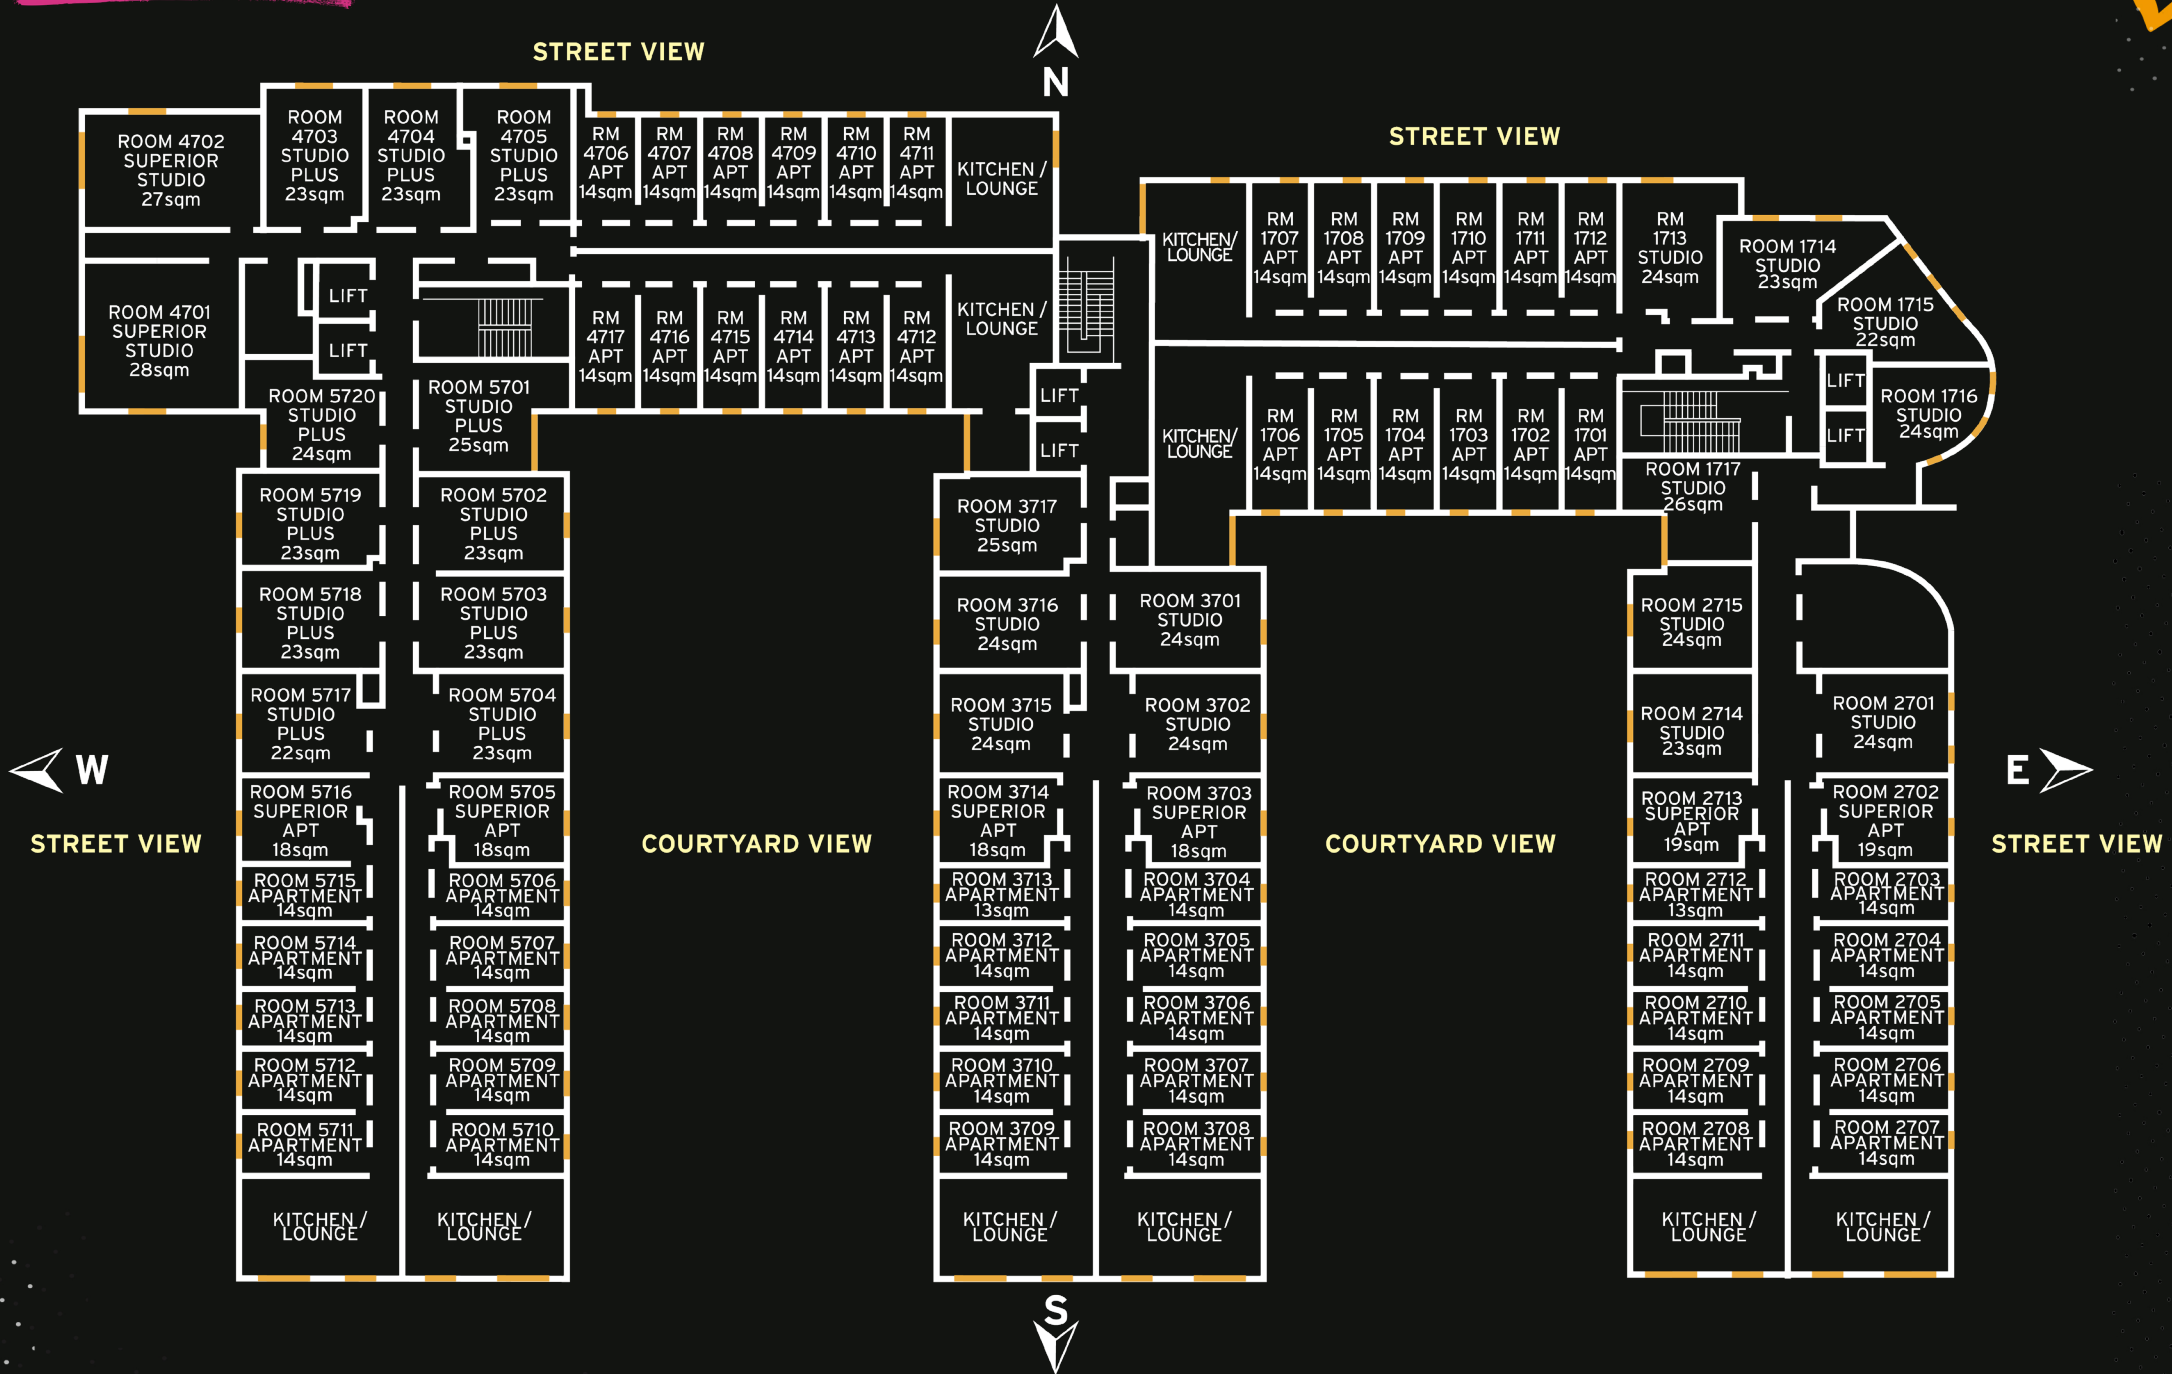 STREET VIEW
N
STREET VIEW
ROOM 4702
SUPERIOR
STUDIO
27sqm
ROOM
4703
STUDIO
PLUS
23sqm
ROOM
4704
STUDIO
PLUS
23sqm
ROOM
4705
STUDIO
PLUS
23sqm
RM
4706
APT
14sqm
RM
4707
APT
14sqm
RM
4708
APT
14sqm
RM
4709
APT
14sqm
RM
4710
APT
14sqm
RM
4711
APT
14sqm
KITCHEN /
LOUNGE
ROOM 4701
SUPERIOR
STUDIO
28sqm
LIFT
LIFT
RM
4717
APT
14sqm
RM
4716
APT
14sqm
RM
4715
APT
14sqm
RM
4714
APT
14sqm
RM
4713
APT
14sqm
RM
4712
APT
14sqm
KITCHEN /
LOUNGE
LIFT
LIFT
KITCHEN/
LOUNGE
RM
1707
APT
14sqm
RM
1708
APT
14sqm
RM
1709
APT
14sqm
RM
1710
APT
14sqm
RM
1711
APT
14sqm
RM
1712
APT
14sqm
RM
1713
STUDIO
24sqm
ROOM 1714
STUDIO
23sqm
ROOM 1715
STUDIO
22sqm
LIFT
LIFT
ROOM 1716
STUDIO
24sqm
KITCHEN/
LOUNGE
RM
1706
APT
14sqm
RM
1705
APT
14sqm
RM
1704
APT
14sqm
RM
1703
APT
14sqm
RM
1702
APT
14sqm
RM
1701
APT
14sqm
ROOM 1717
STUDIO
26sqm
ROOM 5720
STUDIO
PLUS
24sqm
ROOM 5701
STUDIO
PLUS
25sqm
ROOM 5719
STUDIO
PLUS
23sqm
ROOM 5702
STUDIO
PLUS
23sqm
ROOM 5718
STUDIO
PLUS
23sqm
ROOM 5703
STUDIO
PLUS
23sqm
ROOM 5717
STUDIO
PLUS
22sqm
ROOM 5704
STUDIO
PLUS
23sqm
ROOM 5716
SUPERIOR
APT
18sqm
ROOM 5705
SUPERIOR
APT
18sqm
ROOM 5715
APARTMENT
14sqm
ROOM 5706
APARTMENT
14sqm
ROOM 5714
APARTMENT
14sqm
ROOM 5707
APARTMENT
14sqm
ROOM 5713
APARTMENT
14sqm
ROOM 5708
APARTMENT
14sqm
ROOM 5712
APARTMENT
14sqm
ROOM 5709
APARTMENT
14sqm
ROOM 5711
APARTMENT
14sqm
ROOM 5710
APARTMENT
14sqm
KITCHEN /
LOUNGE
KITCHEN /
LOUNGE
W
STREET VIEW
COURTYARD VIEW
ROOM 3717
STUDIO
25sqm
ROOM 3716
STUDIO
24sqm
ROOM 3701
STUDIO
24sqm
ROOM 3715
STUDIO
24sqm
ROOM 3702
STUDIO
24sqm
ROOM 3714
SUPERIOR
APT
18sqm
ROOM 3703
SUPERIOR
APT
18sqm
ROOM 3713
APARTMENT
13sqm
ROOM 3704
APARTMENT
14sqm
ROOM 3712
APARTMENT
14sqm
ROOM 3705
APARTMENT
14sqm
ROOM 3711
APARTMENT
14sqm
ROOM 3706
APARTMENT
14sqm
ROOM 3710
APARTMENT
14sqm
ROOM 3707
APARTMENT
14sqm
ROOM 3709
APARTMENT
14sqm
ROOM 3708
APARTMENT
14sqm
KITCHEN /
LOUNGE
KITCHEN /
LOUNGE
COURTYARD VIEW
ROOM 2715
STUDIO
24sqm
ROOM 2714
STUDIO
23sqm
ROOM 2701
STUDIO
24sqm
ROOM 2713
SUPERIOR
APT
19sqm
ROOM 2702
SUPERIOR
APT
19sqm
ROOM 2712
APARTMENT
13sqm
ROOM 2703
APARTMENT
14sqm
ROOM 2711
APARTMENT
14sqm
ROOM 2704
APARTMENT
14sqm
ROOM 2710
APARTMENT
14sqm
ROOM 2705
APARTMENT
14sqm
ROOM 2709
APARTMENT
14sqm
ROOM 2706
APARTMENT
14sqm
ROOM 2708
APARTMENT
14sqm
ROOM 2707
APARTMENT
14sqm
KITCHEN /
LOUNGE
KITCHEN /
LOUNGE
E
STREET VIEW
S